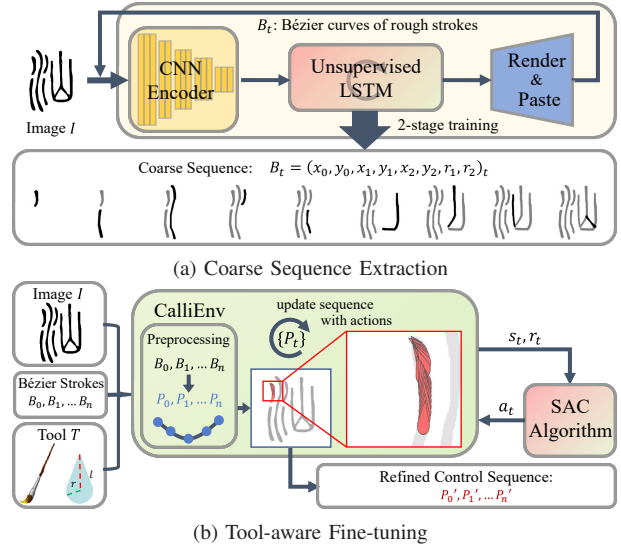 B_t: Bézier curves of rough strokes
CNN
Encoder
Unsupervised
LSTM
Render
&
Paste
Image I
2-stage training
Coarse Sequence: B_t = (x_0, y_0, x_1, y_1, x_2, y_2, r_1, r_2)_t
(a) Coarse Sequence Extraction
Image I
Bézier Strokes
B_0, B_1, … B_n
Tool T
r
l
CalliEnv
Preprocessing
B_0, B_1, … B_n
P_0, P_1, … P_n
update sequence
with actions
{P_t}
s_t, r_t
a_t
SAC
Algorithm
Refined Control Sequence:
P_0', P_1', … P_n'
(b) Tool-aware Fine-tuning